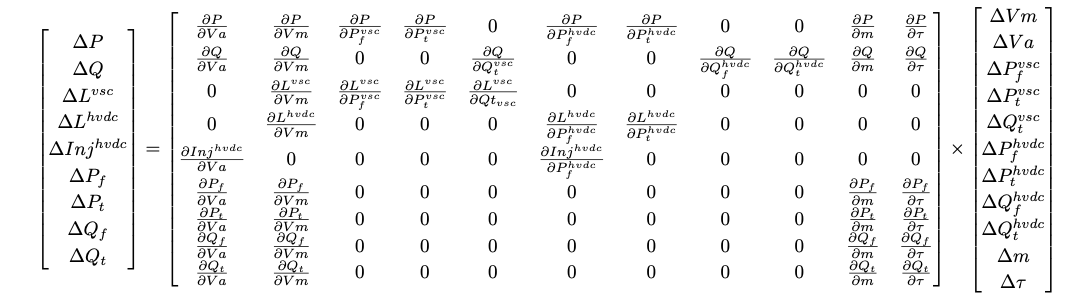 \begin{bmatrix} \Delta P \\ \Delta Q \\ \Delta L^{vsc} \\ \Delta L^{hvdc} \\ \Delta Inj^{hvdc} \\ \Delta P_f \\ \Delta P_t \\ \Delta Q_f \\ \Delta Q_t \end{bmatrix} = \begin{bmatrix}
\frac{\partial P}{\partial Va} & \frac{\partial P}{\partial Vm} & \frac{\partial P}{\partial P_f^{vsc}} & \frac{\partial P}{\partial P_t^{vsc}} & 0 & \frac{\partial P}{\partial P_f^{hvdc}} & \frac{\partial P}{\partial P_t^{hvdc}} & 0 & 0 & \frac{\partial P}{\partial m} & \frac{\partial P}{\partial \tau} \\
\frac{\partial Q}{\partial Va} & \frac{\partial Q}{\partial Vm} & 0 & 0 & \frac{\partial Q}{\partial Q_t^{vsc}} & 0 & 0 & \frac{\partial Q}{\partial Q_f^{hvdc}} & \frac{\partial Q}{\partial Q_t^{hvdc}} & \frac{\partial Q}{\partial m} & \frac{\partial Q}{\partial \tau} \\
0 & \frac{\partial L^{vsc}}{\partial Vm} & \frac{\partial L^{vsc}}{\partial P_f^{vsc}} & \frac{\partial L^{vsc}}{\partial P_t^{vsc}} & \frac{\partial L^{vsc}}{\partial Qt_{vsc}} & 0 & 0 & 0 & 0 & 0 & 0 \\
0 & \frac{\partial L^{hvdc}}{\partial Vm} & 0 & 0 & 0 & \frac{\partial L^{hvdc}}{\partial P_f^{hvdc}} & \frac{\partial L^{hvdc}}{\partial P_t^{hvdc}} & 0 & 0 & 0 & 0 \\
\frac{\partial Inj^{hvdc}}{\partial Va} & 0 & 0 & 0 & 0 & \frac{\partial Inj^{hvdc}}{\partial P_f^{hvdc}} & 0 & 0 & 0 & 0 & 0 \\
\frac{\partial P_f}{\partial Va} & \frac{\partial P_f}{\partial Vm} & 0 & 0 & 0 & 0 & 0 & 0 & 0 & \frac{\partial P_f}{\partial m} & \frac{\partial P_f}{\partial \tau} \\
\frac{\partial P_t}{\partial Va} & \frac{\partial P_t}{\partial Vm} & 0 & 0 & 0 & 0 & 0 & 0 & 0 & \frac{\partial P_t}{\partial m} & \frac{\partial P_t}{\partial \tau} \\
\frac{\partial Q_f}{\partial Va} & \frac{\partial Q_f}{\partial Vm} & 0 & 0 & 0 & 0 & 0 & 0 & 0 & \frac{\partial Q_f}{\partial m} & \frac{\partial Q_f}{\partial \tau} \\
\frac{\partial Q_t}{\partial Va} & \frac{\partial Q_t}{\partial Vm} & 0 & 0 & 0 & 0 & 0 & 0 & 0 & \frac{\partial Q_t}{\partial m} & \frac{\partial Q_t}{\partial \tau}
\end{bmatrix} \times \begin{bmatrix} \Delta Vm \\ \Delta Va \\ \Delta P_f^{vsc} \\ \Delta P_t^{vsc} \\ \Delta Q_t^{vsc} \\ \Delta P_f^{hvdc} \\ \Delta P_t^{hvdc} \\ \Delta Q_f^{hvdc} \\ \Delta Q_t^{hvdc} \\ \Delta m \\ \Delta \tau \end{bmatrix}